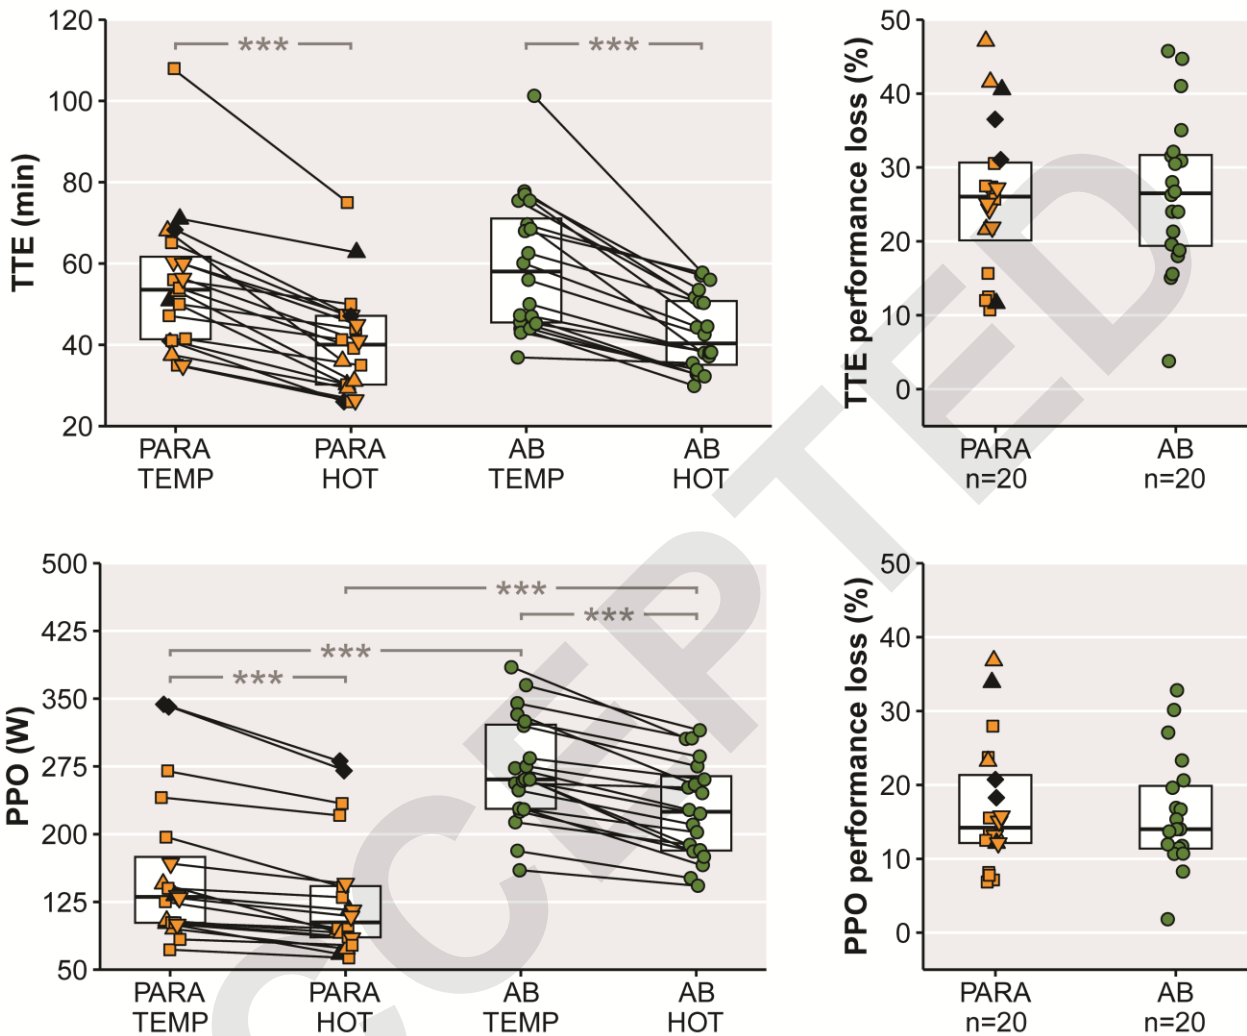 120
100
80
60
40
20
TTE (min)
***
***
PARA TEMP
PARA HOT
AB TEMP
AB HOT
50
40
30
20
10
0
TTE performance loss (%)
PARA n=20
AB n=20
500
425
350
275
200
125
50
PPO (W)
***
***
***
***
PARA TEMP
PARA HOT
AB TEMP
AB HOT
50
40
30
20
10
0
PPO performance loss (%)
PARA n=20
AB n=20
CCEPTED